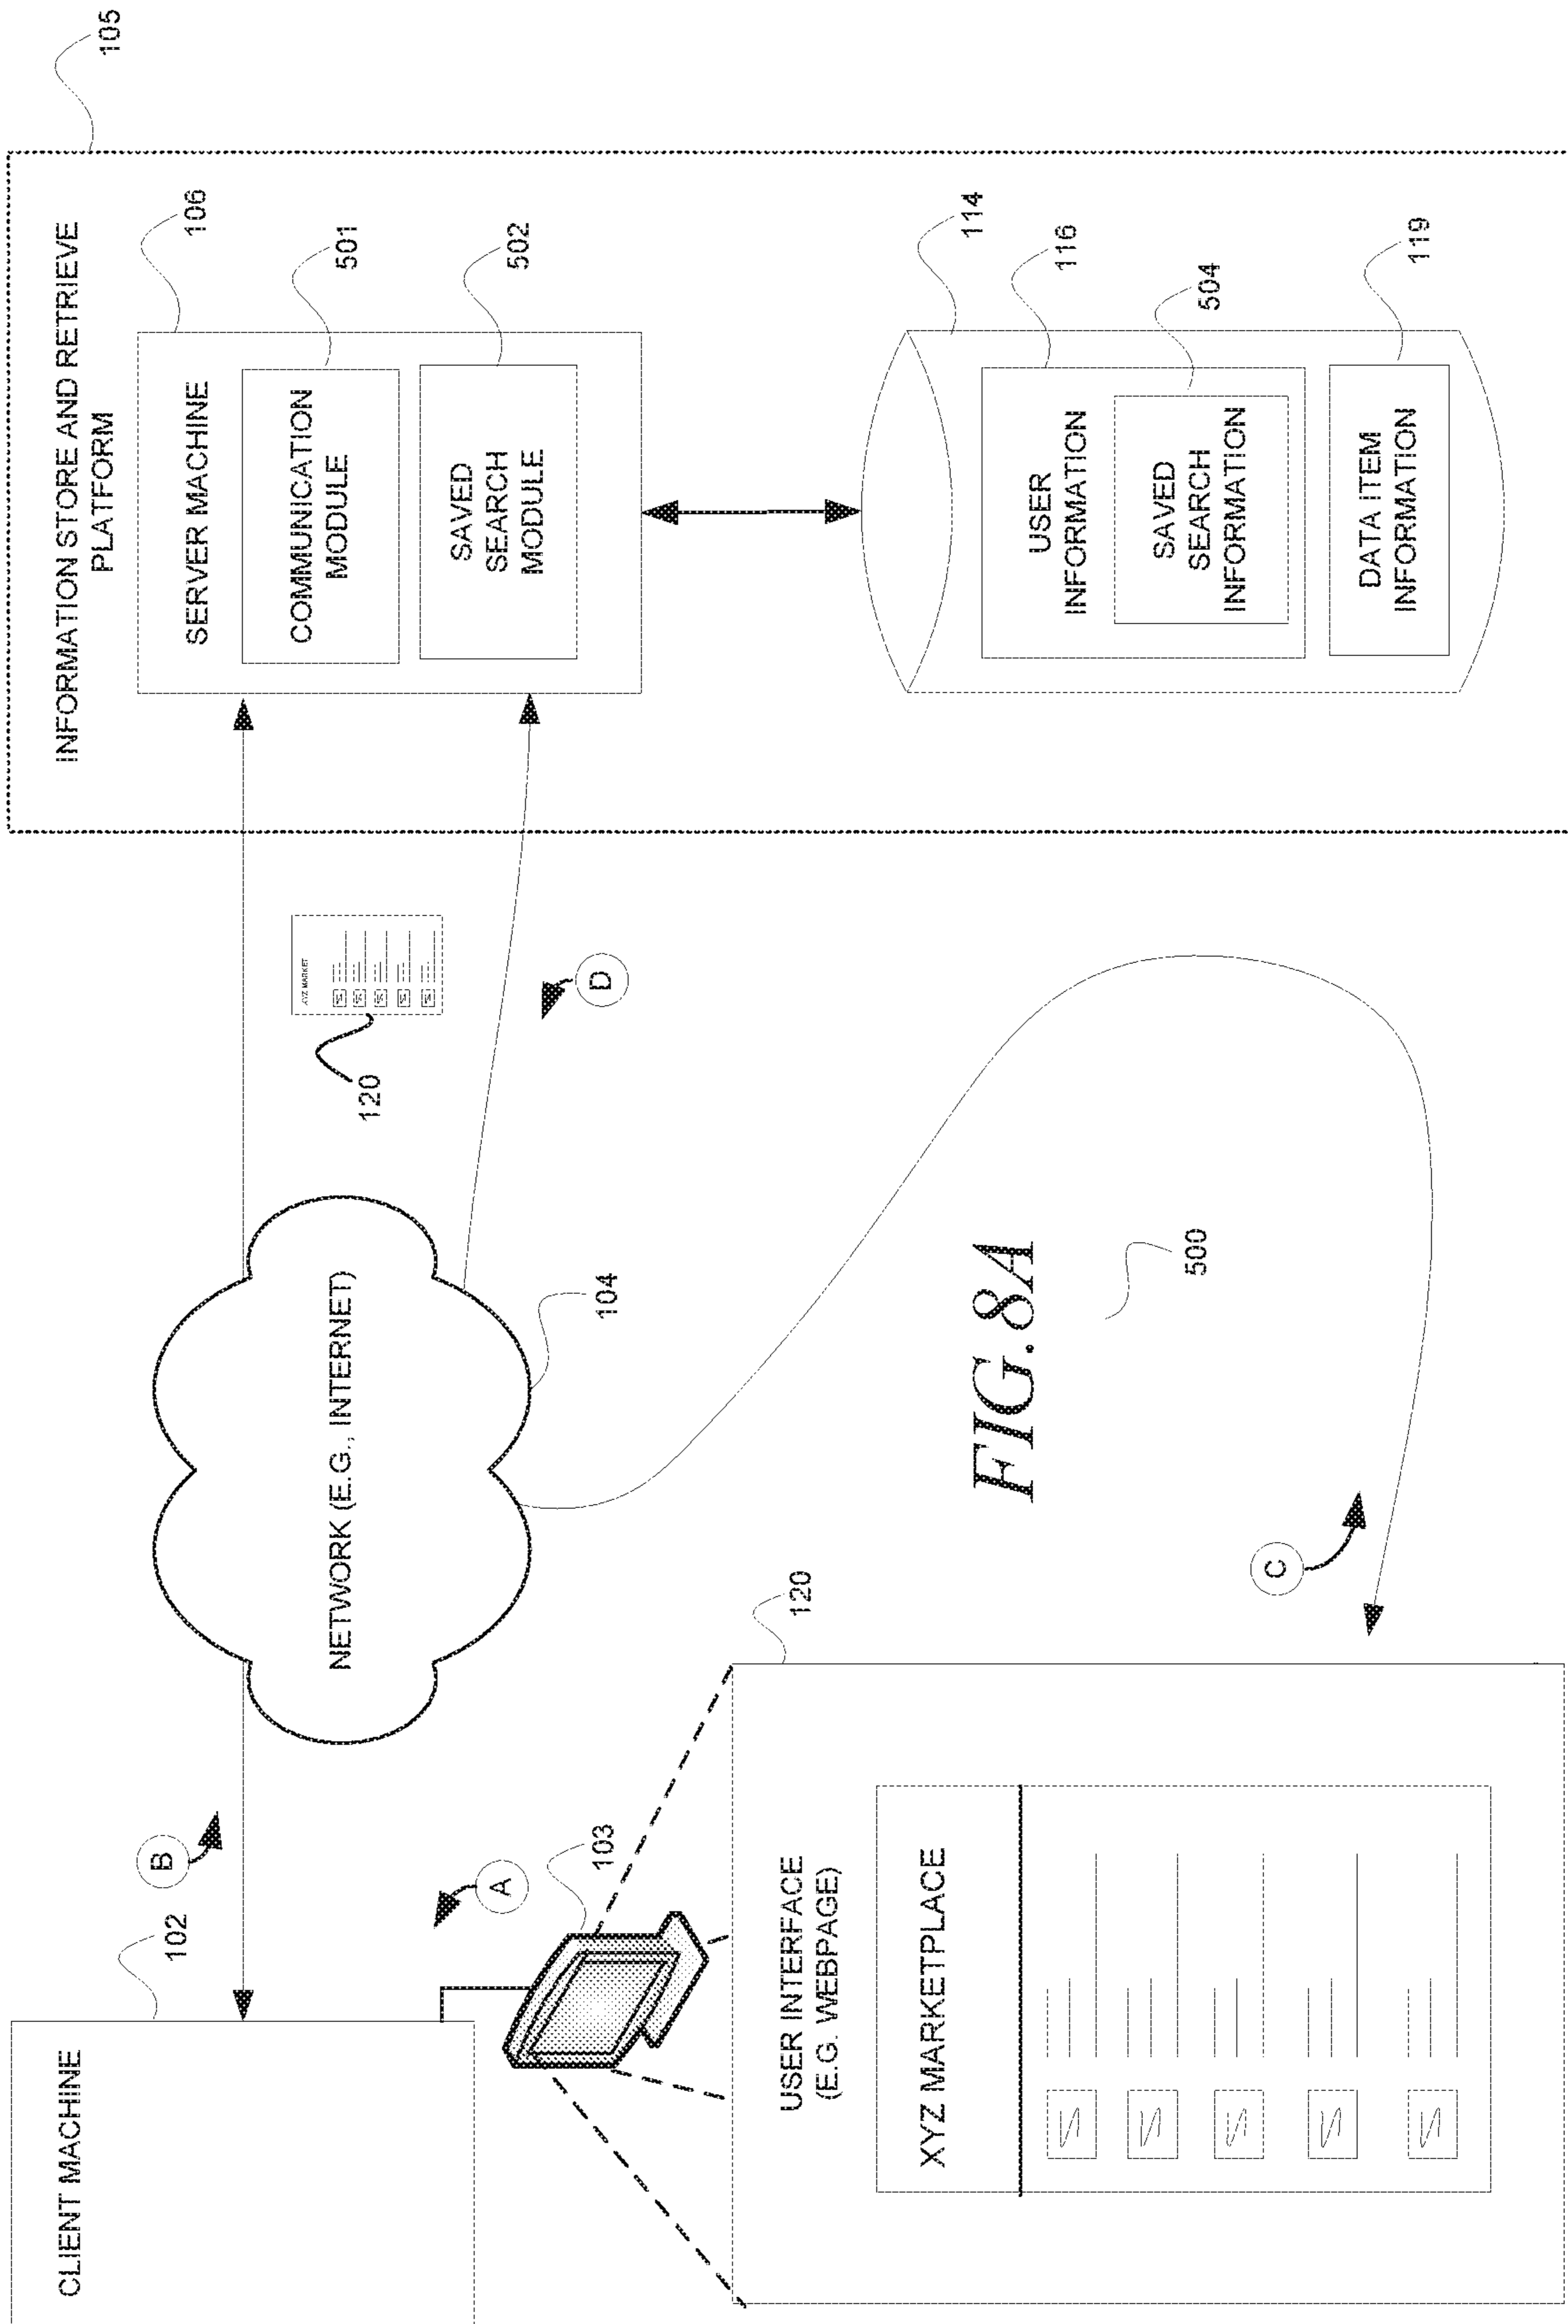 CLIENT MACHINE
102
B
A
103
USER INTERFACE
(E.G. WEBPAGE)
120
XYZ MARKETPLACE
C
NETWORK (E.G., INTERNET)
104
120
XYZ MARKET
D
FIG. 8A
500
105
INFORMATION STORE AND RETRIEVE
PLATFORM
106
SERVER MACHINE
501
COMMUNICATION
MODULE
502
SAVED
SEARCH
MODULE
114
116
USER
INFORMATION
504
SAVED
SEARCH
INFORMATION
119
DATA ITEM
INFORMATION